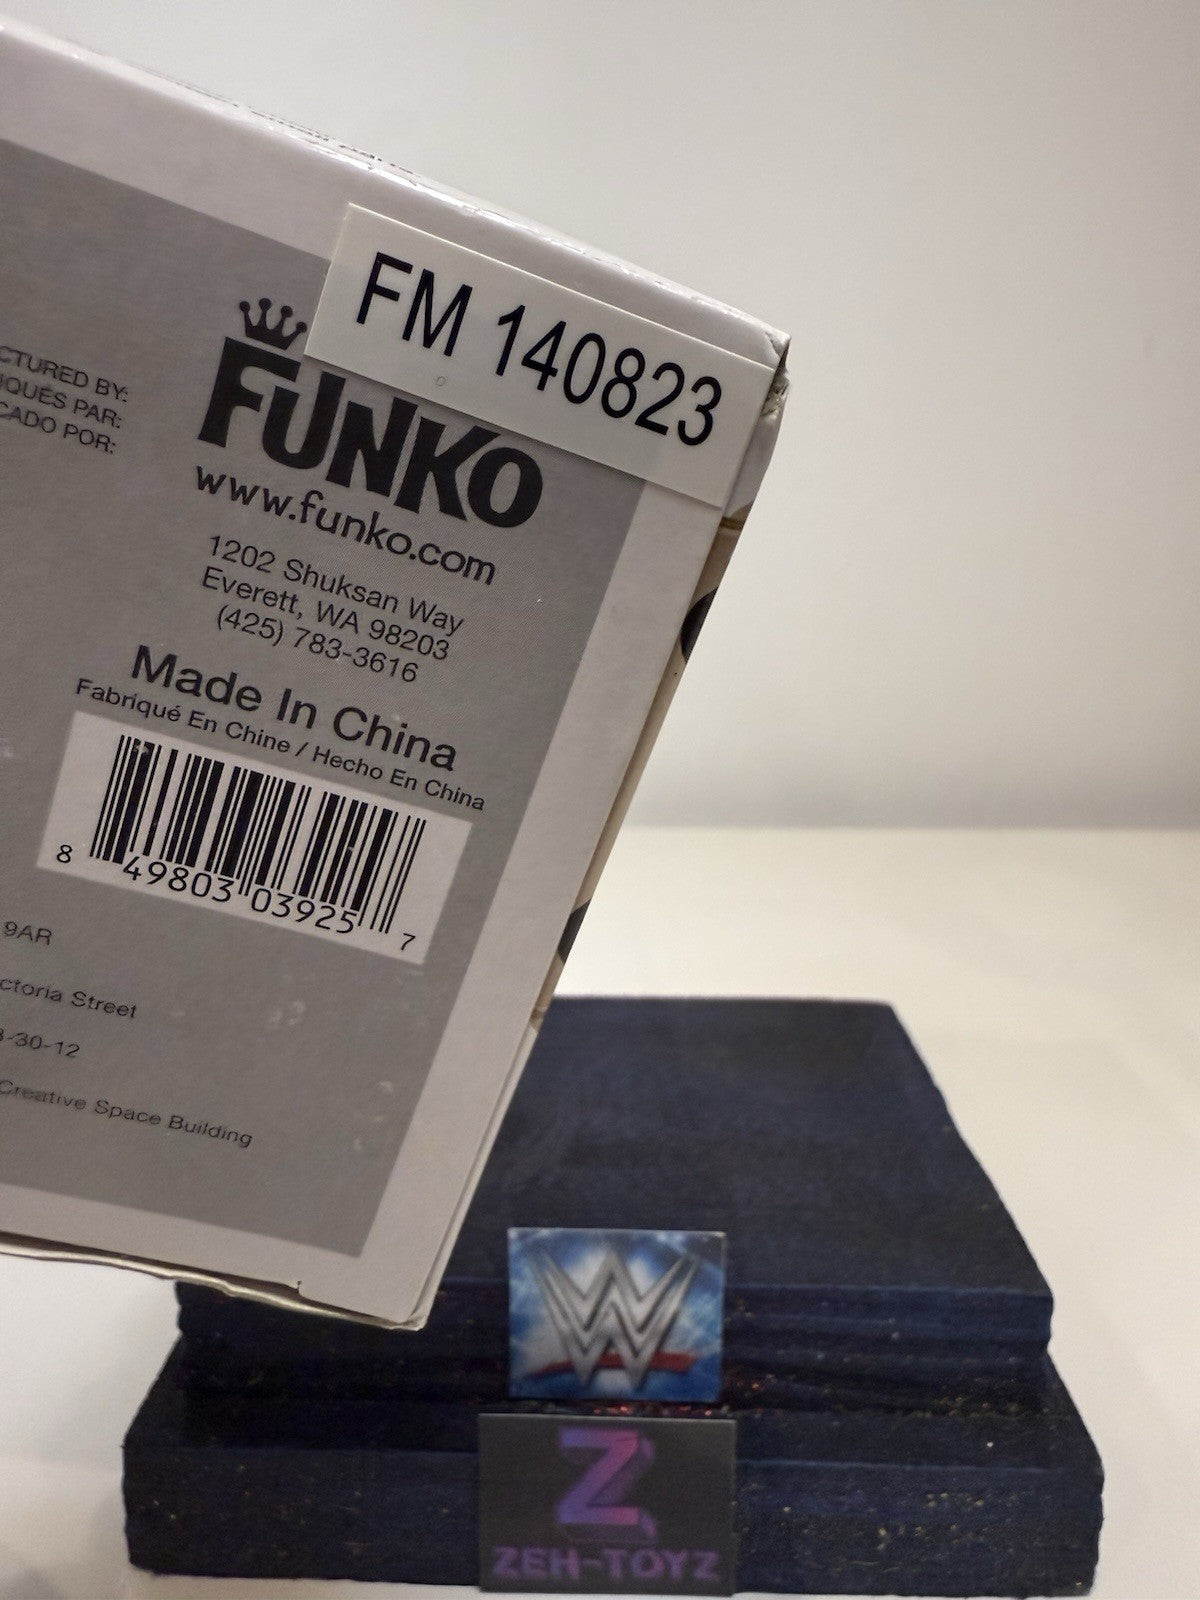 FM 140823
FUNKO
www.funko.com
1202 Shuksan Way
Everett, WA 98203
(425) 783-3616
CTURED BY:
IQUÉS PAR:
CADO POR:
Made In China
Fabriqué En Chine / Hecho En China
8 49803 03925 7
9AR
ctoria Street
-30-12
Creative Space Building
W
Z
ZEH-TOYZ